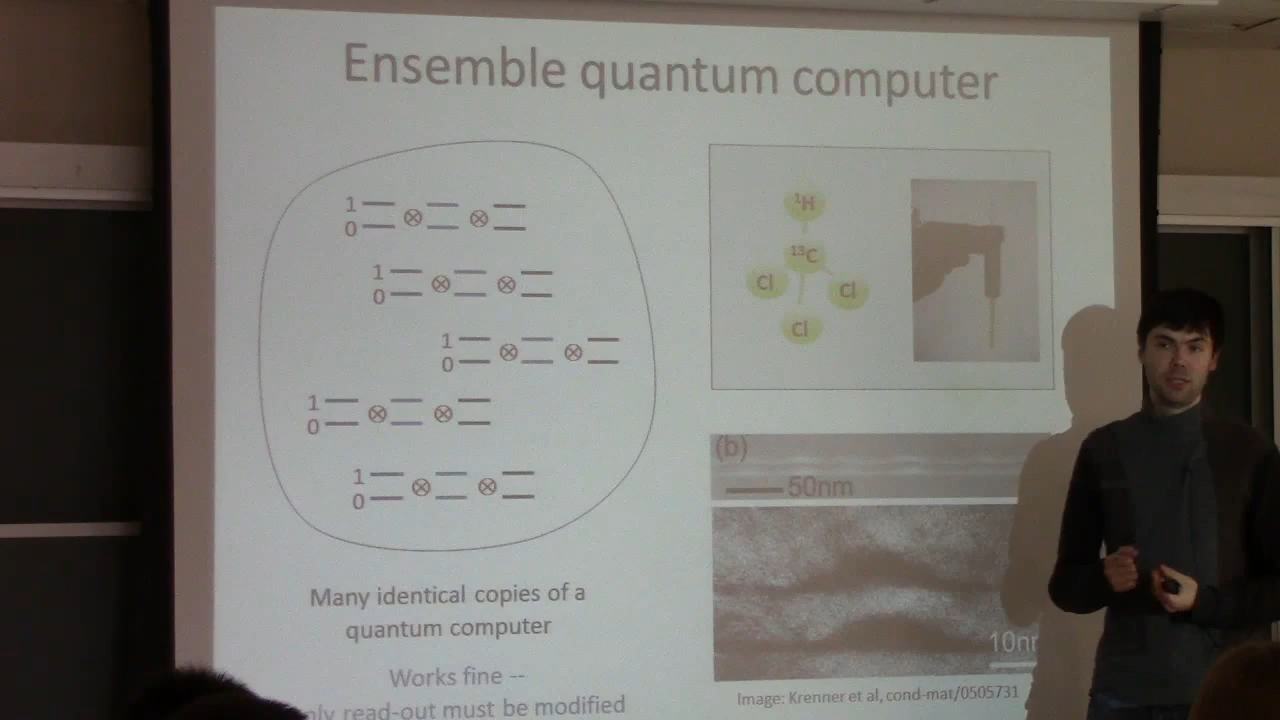 Ensemble quantum computer
1
0 ⊗ ⊗
1
0 ⊗ ⊗
1
0 ⊗ ⊗
1
0 ⊗ ⊗
1
0 ⊗ ⊗
Many identical copies of a
quantum computer
Works fine --
read-out must be modified
¹H
¹³C
Cl Cl
Cl
(b)
50nm
Image: Krenner et al, cond-mat/0505731